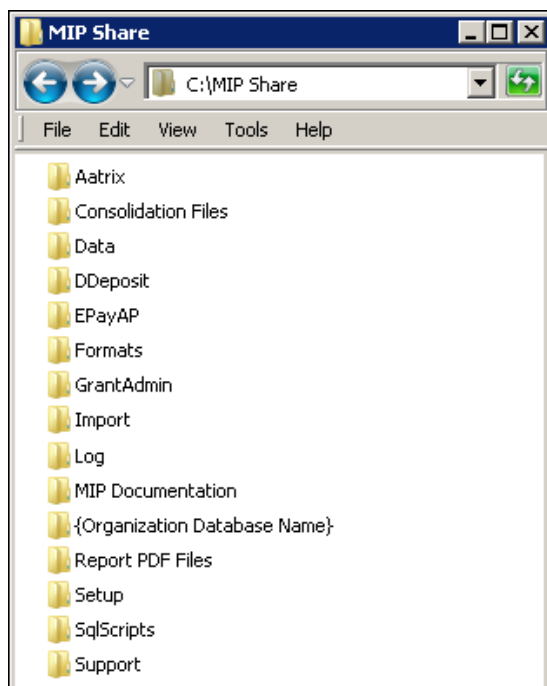 MIP Share
C:\MIP Share
File Edit View Tools Help
Aatrix
Consolidation Files
Data
DDeposit
EPayAP
Formats
GrantAdmin
Import
Log
MIP Documentation
{Organization Database Name}
Report PDF Files
Setup
SqlScripts
Support